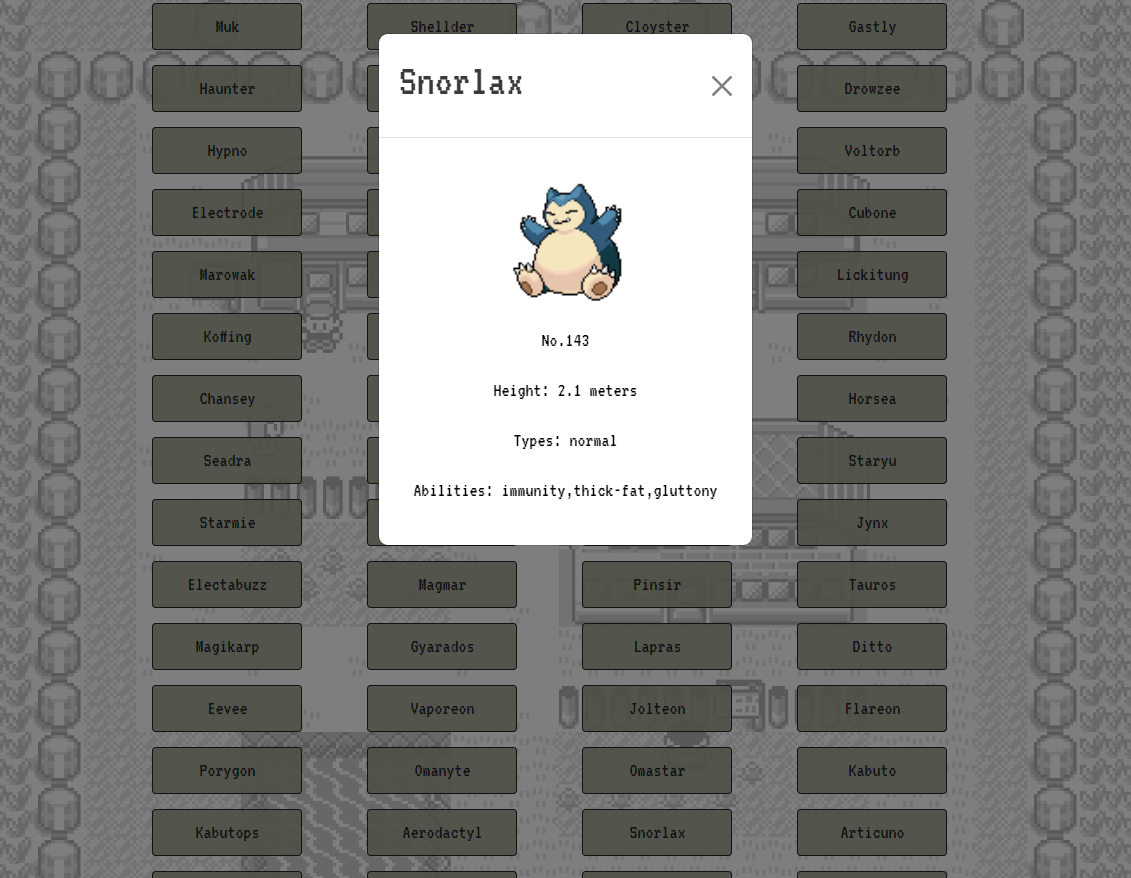 Muk
Shellder
Cloyster
Gastly
Snorlax
No.143
Height: 2.1 meters
Types: normal
Abilities: immunity,thick-fat,gluttony
Haunter
Drowzee
Hypno
Voltorb
Electrode
Cubone
Marowak
Lickitung
Koffing
Rhydon
Chansey
Horsea
Seadra
Staryu
Starmie
Jynx
Electabuzz
Magmar
Pinsir
Tauros
Magikarp
Gyarados
Lapras
Ditto
Eevee
Vaporeon
Jolteon
Flareon
Porygon
Omanyte
Omastar
Kabuto
Kabutops
Aerodactyl
Snorlax
Articuno